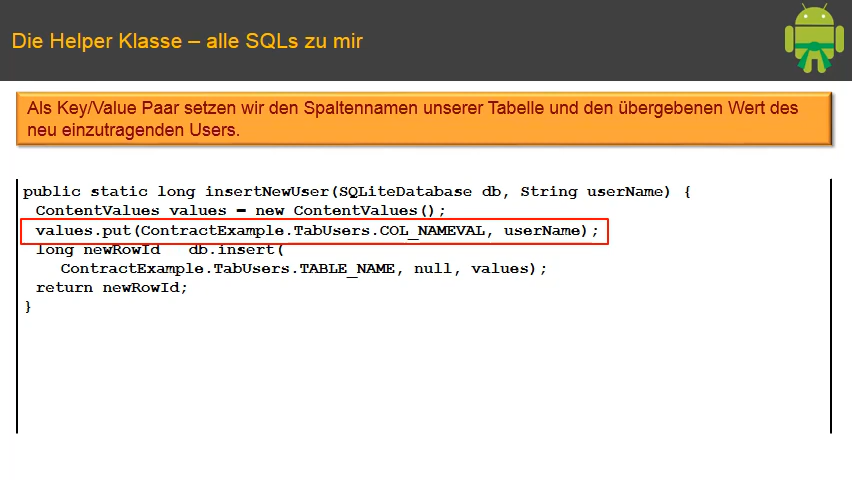 Die Helper Klasse – alle SQLs zu mir
Als Key/Value Paar setzen wir den Spaltennamen unserer Tabelle und den übergebenen Wert des
neu einzutragenden Users.
public static long insertNewUser(SQLiteDatabase db, String userName) {
ContentValues values = new ContentValues();
values.put(ContractExample.TabUsers.COL_NAMEVAL, userName);
long newRowId db.insert(
ContractExample.TabUsers.TABLE_NAME, null, values);
return newRowId;
}